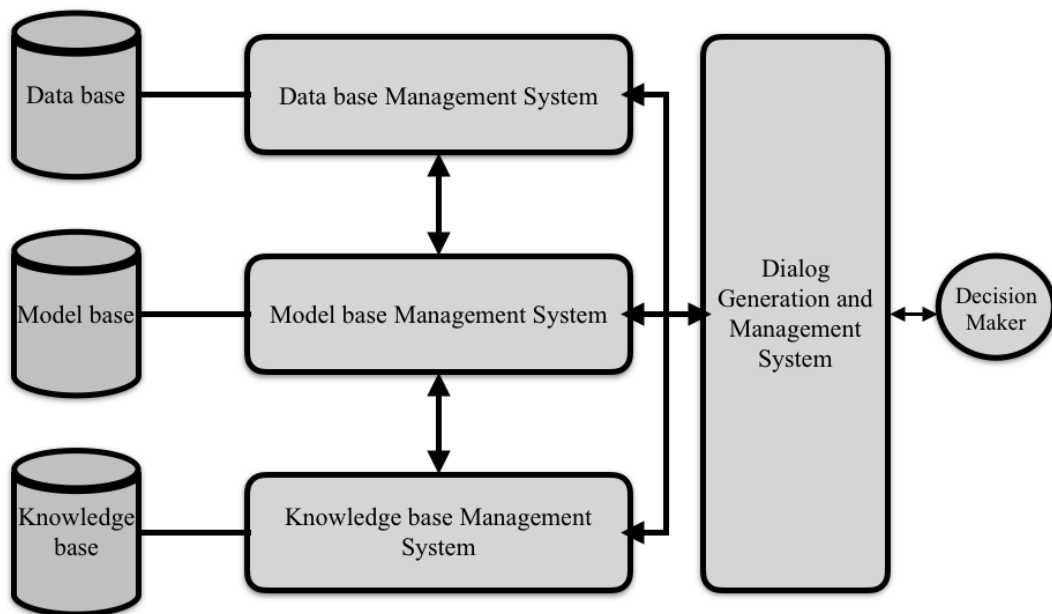 Data base
Data base Management System
Model base
Model base Management System
Knowledge
base
Knowledge base Management
System
Dialog
Generation and
Management
System
Decision
Maker